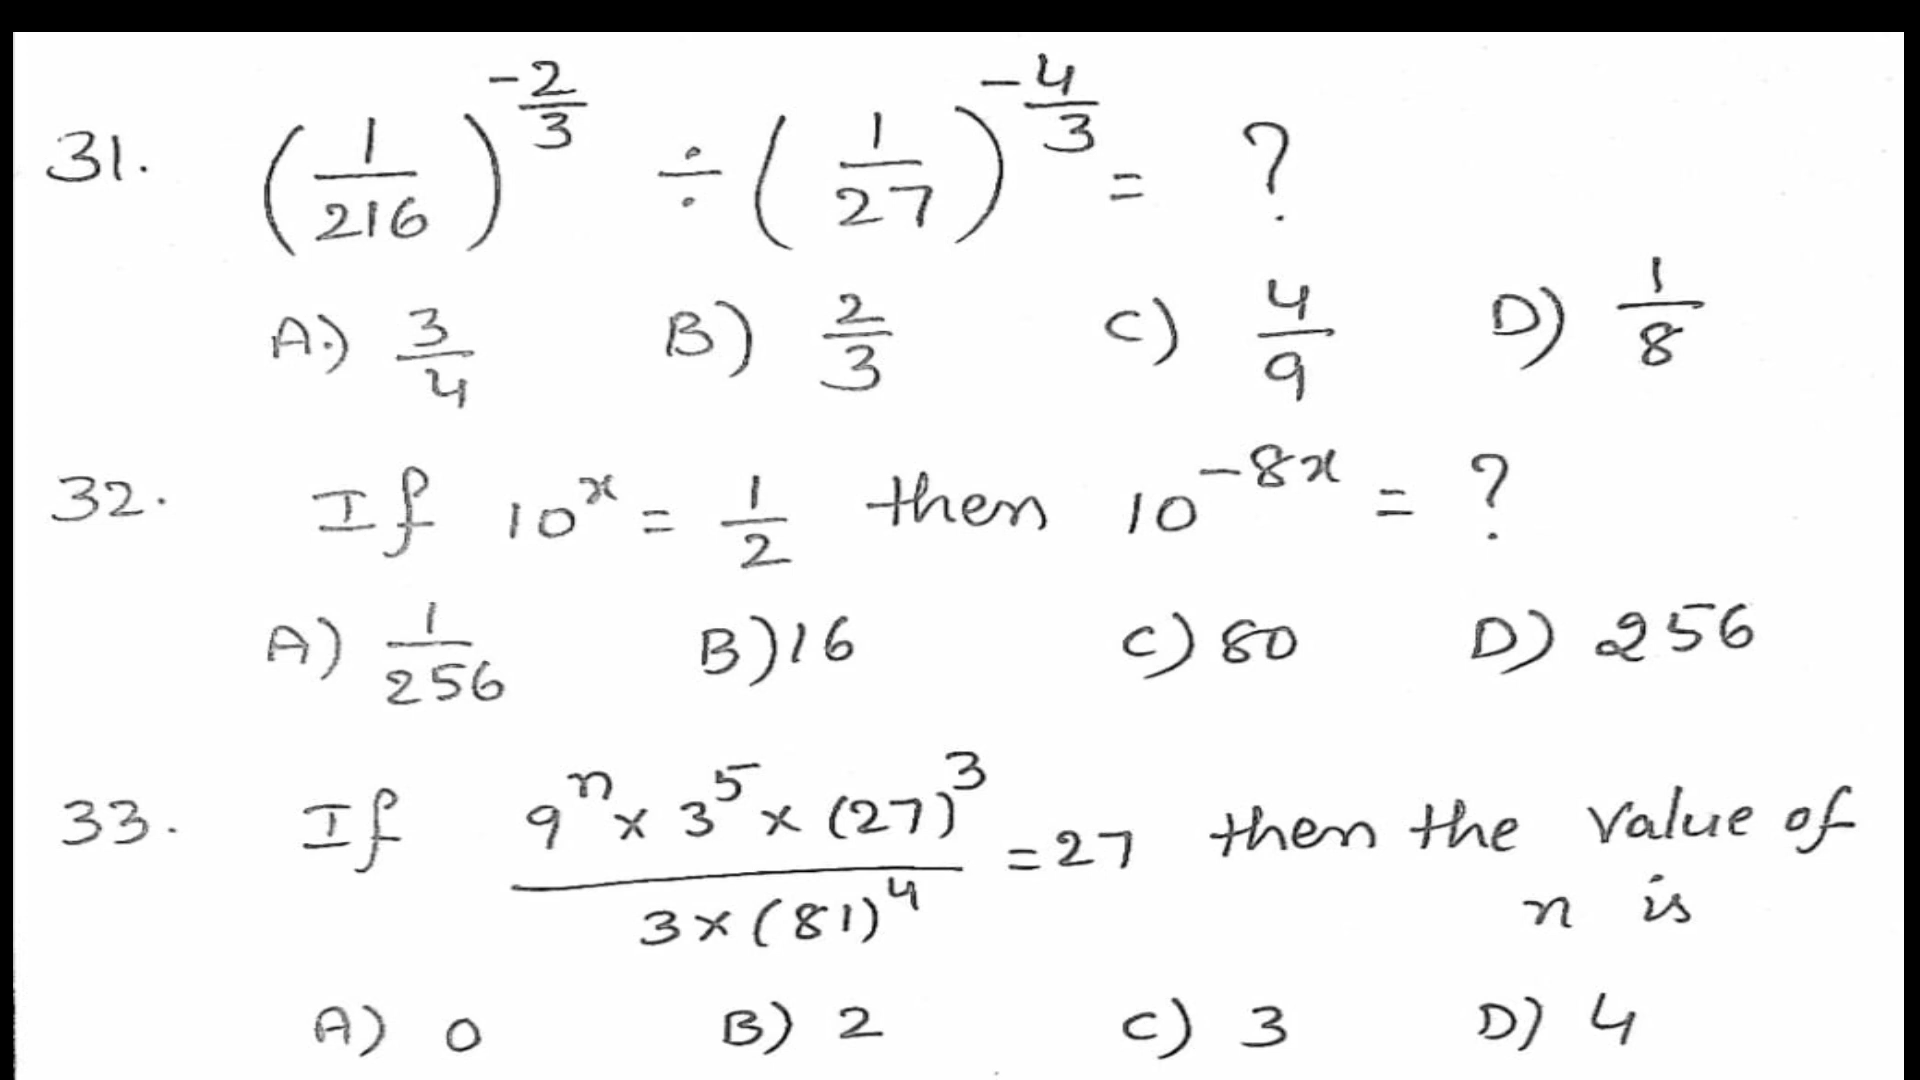 31. (1/216)^(-2/3) ÷ (1/27)^(-4/3) = ?
A.) 3/4 B) 2/3 C) 4/9 D) 1/8
32. If 10^x = 1/2 then 10^(-8x) = ?
A) 1/256 B) 16 C) 80 D) 256
33. If (9^n × 3^5 × (27)^3)/(3 × (81)^4) = 27 then the value of
n is
A) 0 B) 2 C) 3 D) 4